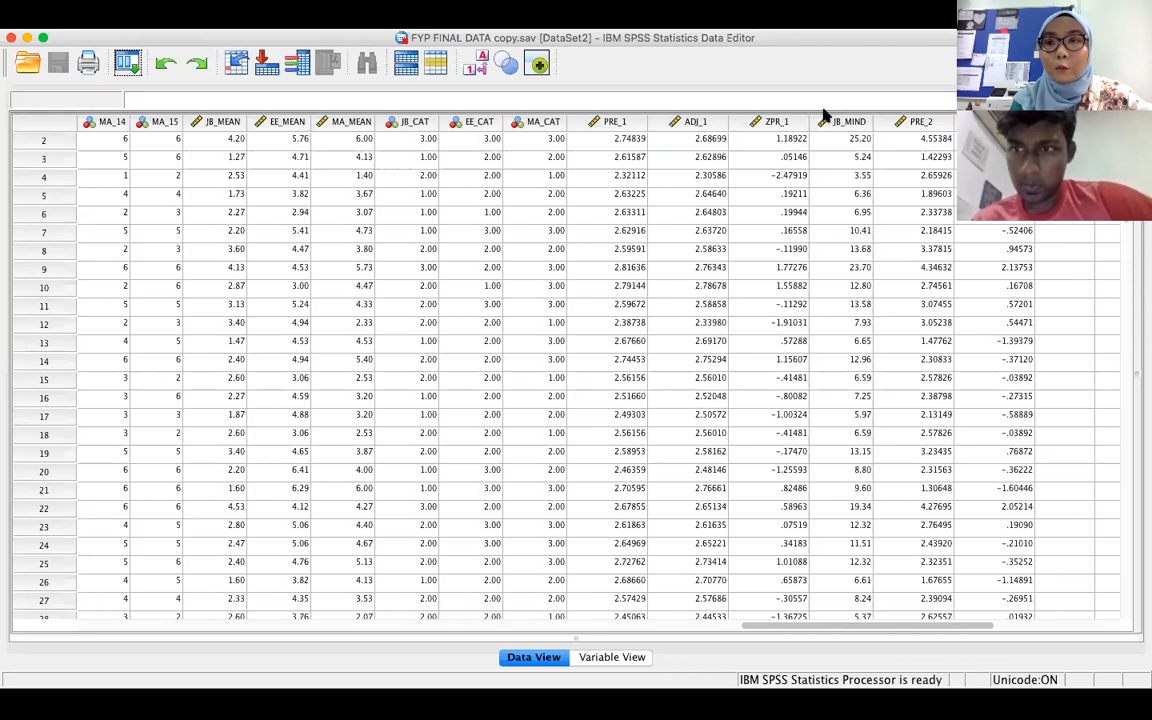 FYP FINAL DATA copy.sav [DataSet2] - IBM SPSS Statistics Data Editor
MA_14 MA_15 JB_MEAN EE_MEAN MA_MEAN JB_CAT EE_CAT MA_CAT PRE_1 ADJ_1 ZPR_1 JB_MIND PRE_2
2 6 6 4.20 5.76 6.00 3.00 3.00 3.00 2.74839 2.68699 1.18922 25.20 4.55384
3 5 6 1.27 4.71 4.13 1.00 2.00 2.00 2.61587 2.62896 .05146 5.24 1.42293
4 1 2 2.53 4.41 1.40 2.00 2.00 1.00 2.32112 2.30586 -2.47919 3.55 2.65926
5 4 4 1.73 3.82 3.67 1.00 2.00 2.00 2.63225 2.64640 .19211 6.36 1.89603
6 2 3 2.27 2.94 3.07 1.00 1.00 2.00 2.63311 2.64803 .19944 6.95 2.33738
7 5 5 2.20 5.41 4.73 1.00 3.00 3.00 2.62916 2.63720 .16558 10.41 2.18415 -.52406
8 2 3 3.60 4.47 3.80 2.00 2.00 2.00 2.59591 2.58633 -.11990 13.68 3.37815 .94573
9 6 6 4.13 4.53 5.73 3.00 2.00 3.00 2.81636 2.76343 1.77276 23.70 4.34632 2.13753
10 2 6 2.87 3.00 4.47 2.00 1.00 3.00 2.79144 2.78678 1.55882 12.80 2.74561 .16708
11 5 5 3.13 5.24 4.33 2.00 3.00 3.00 2.59672 2.58858 -.11292 13.58 3.07455 .57201
12 2 3 3.40 4.94 2.33 2.00 2.00 1.00 2.38738 2.33980 -1.91031 7.93 3.05238 .54471
13 4 5 1.47 4.53 4.53 1.00 2.00 3.00 2.67660 2.69170 .57288 6.65 1.47762 -1.39379
14 6 6 2.40 4.94 5.40 2.00 2.00 3.00 2.74453 2.75294 1.15607 12.96 2.30833 -.37120
15 3 2 2.60 3.06 2.53 2.00 2.00 1.00 2.56156 2.56010 -.41481 6.59 2.57826 -.03892
16 3 6 2.27 4.59 3.20 1.00 2.00 2.00 2.51660 2.52048 -.80082 7.25 2.38798 -.27315
17 3 3 1.87 4.88 3.20 1.00 2.00 2.00 2.49303 2.50572 -1.00324 5.97 2.13149 -.58889
18 3 2 2.60 3.06 2.53 2.00 2.00 1.00 2.56156 2.56010 -.41481 6.59 2.57826 -.03892
19 5 5 3.40 4.65 3.87 2.00 2.00 2.00 2.58953 2.58162 -.17470 13.15 3.23435 .76872
20 6 6 2.20 6.41 4.00 1.00 3.00 2.00 2.46359 2.48146 -1.25593 8.80 2.31563 -.36222
21 6 6 1.60 6.29 6.00 1.00 3.00 3.00 2.70595 2.76661 .82486 9.60 1.30648 -1.60446
22 6 6 4.53 4.12 4.27 3.00 2.00 3.00 2.67855 2.65134 .58963 19.34 4.27695 2.05214
23 4 5 2.80 5.06 4.40 2.00 3.00 3.00 2.61863 2.61635 .07519 12.32 2.76495 .19090
24 5 5 2.47 5.06 4.67 2.00 3.00 3.00 2.64969 2.65221 .34183 11.51 2.43920 -.21010
25 5 6 2.40 4.76 5.13 2.00 2.00 3.00 2.72762 2.73414 1.01088 12.32 2.32351 -.35252
26 4 5 1.60 3.82 4.13 1.00 2.00 2.00 2.68660 2.70770 .65873 6.61 1.67655 -1.14891
27 4 4 2.33 4.35 3.53 2.00 2.00 2.00 2.57429 2.57686 -.30557 8.24 2.39094 -.26951
28 3 2 2.60 3.76 2.07 2.00 2.00 1.00 2.45063 2.44533 -1.36725 5.37 2.62557 .01932
Data View Variable View
IBM SPSS Statistics Processor is ready Unicode:ON